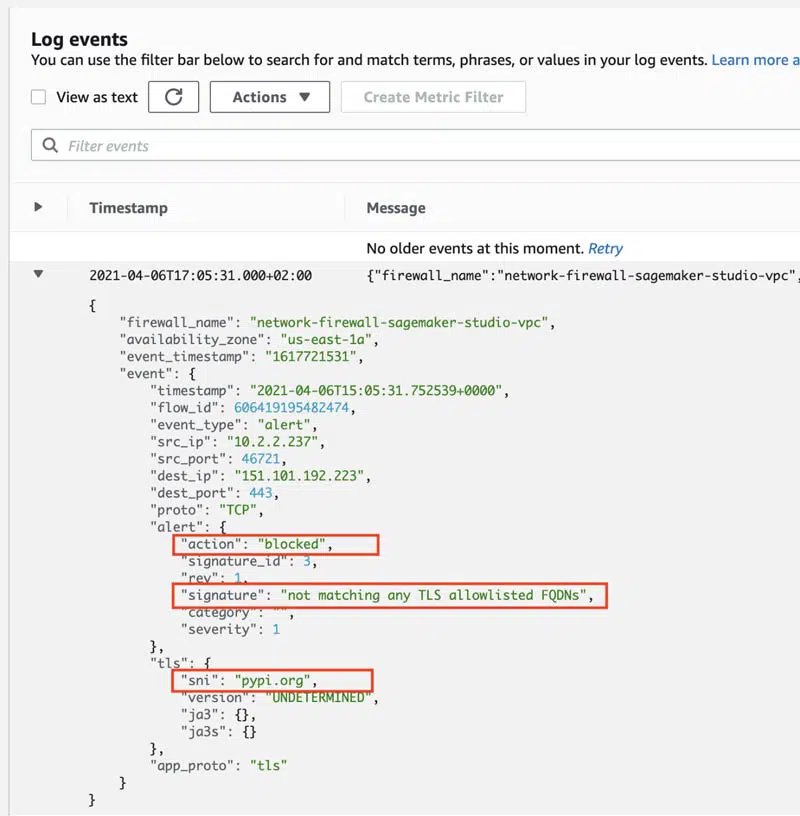 Log events
You can use the filter bar below to search for and match terms, phrases, or values in your log events. Learn more a
View as text
Actions
Create Metric Filter
Filter events
Timestamp Message
No older events at this moment. Retry
2021-04-06T17:05:31.000+02:00 {"firewall_name":"network-firewall-sagemaker-studio-vpc",
{
"firewall_name": "network-firewall-sagemaker-studio-vpc",
"availability_zone": "us-east-1a",
"event_timestamp": "1617721531",
"event": {
"timestamp": "2021-04-06T15:05:31.752539+0000",
"flow_id": 606419195482474,
"event_type": "alert",
"src_ip": "10.2.2.237",
"src_port": 46721,
"dest_ip": "151.101.192.223",
"dest_port": 443,
"proto": "TCP",
"alert": {
"action": "blocked",
"signature_id": 3,
"rev": 1,
"signature": "not matching any TLS allowlisted FQDNs",
"category": "",
"severity": 1
},
"tls": {
"sni": "pypi.org",
"version": "UNDETERMINED",
"ja3": {},
"ja3s": {}
},
"app_proto": "tls"
}
}